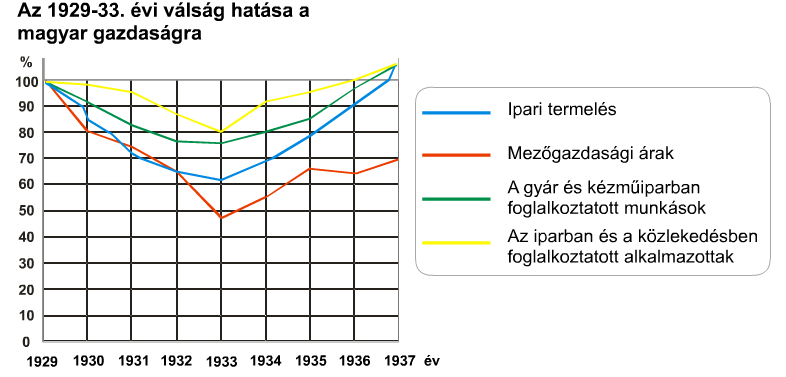 Az 1929-33. évi válság hatása a
magyar gazdaságra
%
100
90
80
70
60
50
40
30
20
10
0
1929 1930 1931 1932 1933 1934 1935 1936 1937 év
Ipari termelés
Mezőgazdasági árak
A gyár és kézműiparban
foglalkoztatott munkások
Az iparban és a közlekedésben
foglalkoztatott alkalmazottak